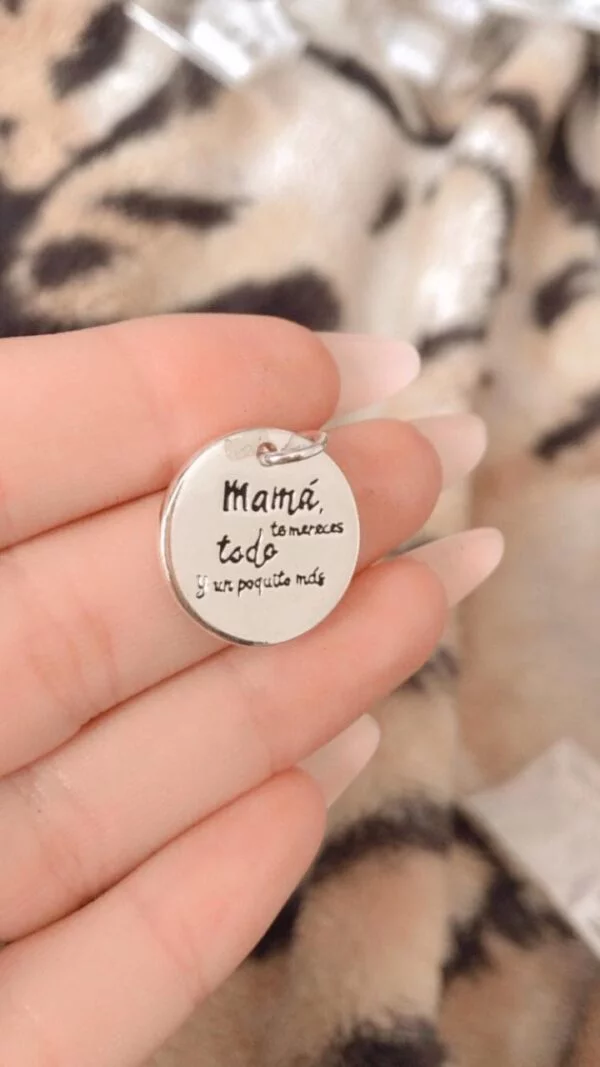 Mamá,
te mereces
todo
y un poquito más